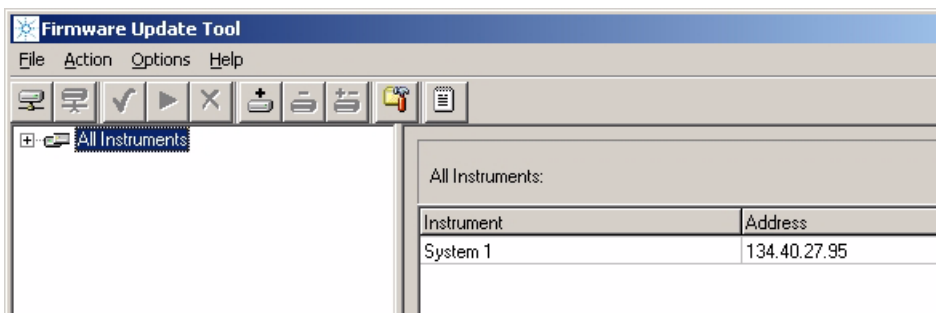 Firmware Update Tool
File Action Options Help
All Instruments
All Instruments:
Instrument Address
System 1 134.40.27.95